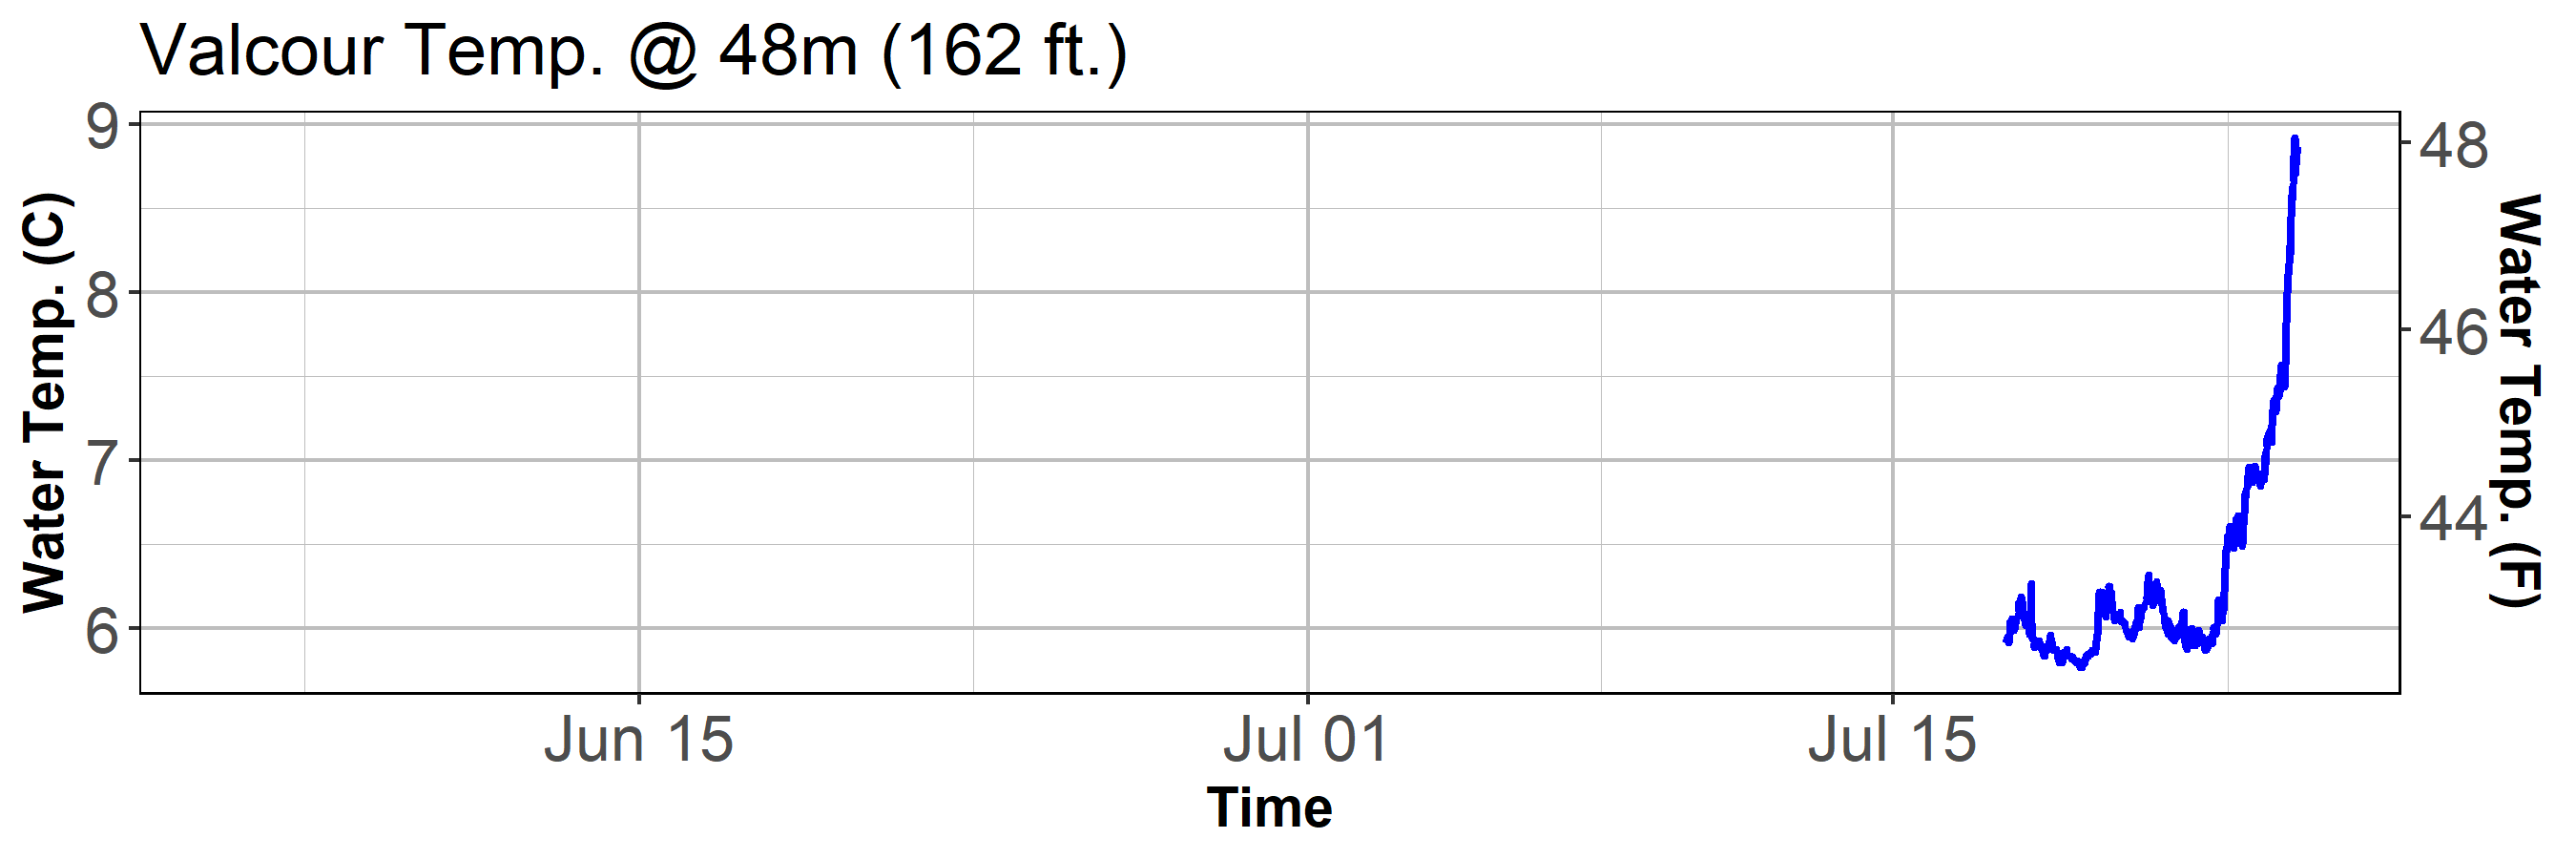 Valcour Temp. @ 48m (162 ft.)
9
8
7
6
Water Temp. (C)
48
46
44
Water Temp. (F)
Jun 15
Jul 01
Jul 15
Time